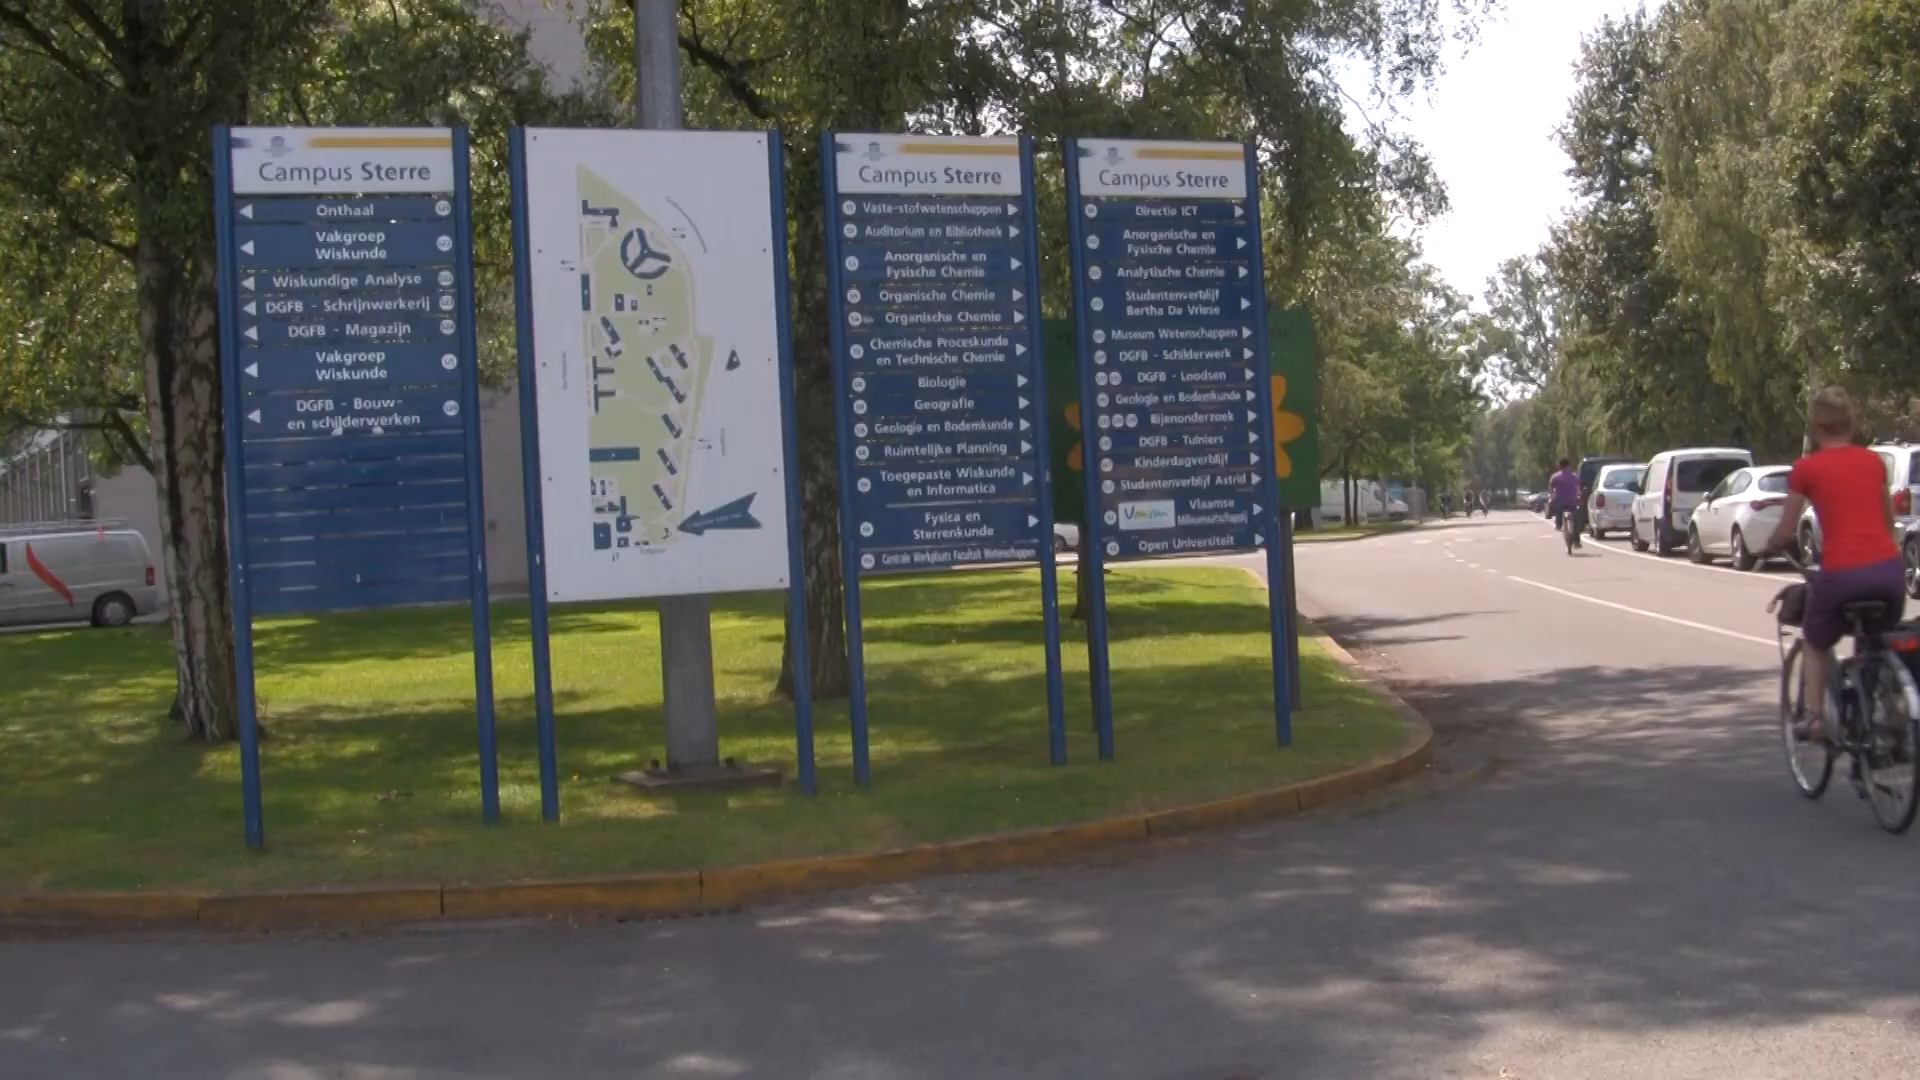 Campus Sterre
Onthaal
Vakgroep
Wiskunde
Wiskundige Analyse
DGFB - Schrijnwerkerij
DGFB - Magazijn
Vakgroep
Wiskunde
DGFB - Bouw-
en schilderwerken
Campus Sterre
Vaste-stofwetenschappen
Auditorium en Bibliotheek
Anorganische en
Fysische Chemie
Organische Chemie
Organische Chemie
Chemische Proceskunde
en Technische Chemie
Biologie
Geografie
Geologie en Bodemkunde
Ruimtelijke Planning
Toegepaste Wiskunde
en Informatica
Fysica en
Sterrenkunde
Centrale Werkplaats Faculteit Wetenschappen
Campus Sterre
Directie ICT
Anorganische en
Fysische Chemie
Analytische Chemie
Studentenverblijf
Bertha De Vriese
Museum Wetenschappen
DGFB - Schilderwerk
DGFB - Loodsen
Geologie en Bodemkunde
Bijenonderzoek
DGFB - Tuiniers
Kinderdagverblijf
Studentenverblijf Astrid
Vlaamse
Milieumaatschappij
Open Universiteit